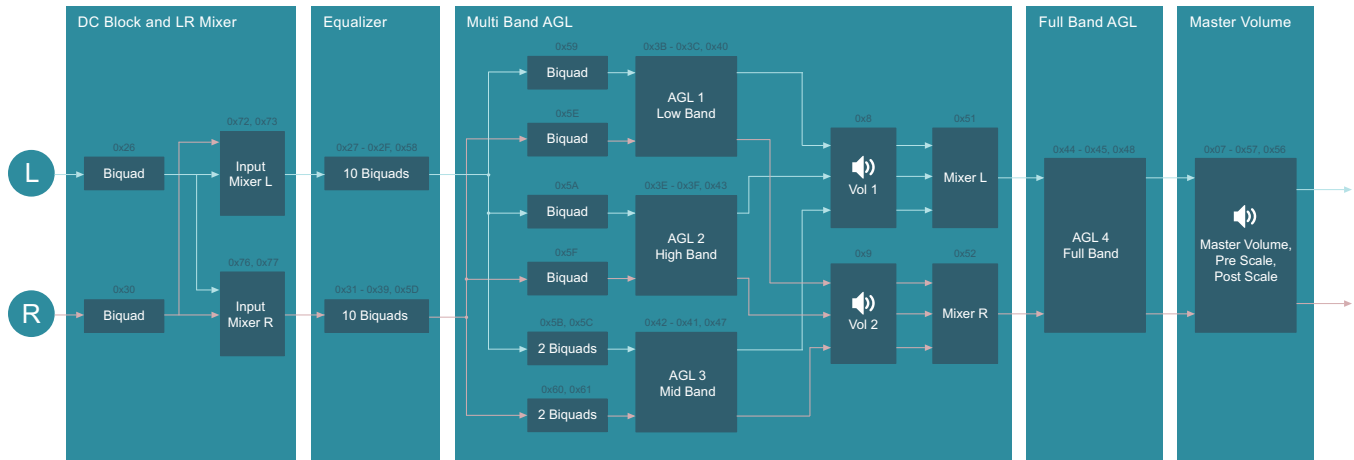 DC Block and LR Mixer
Equalizer
Multi Band AGL
Full Band AGL
Master Volume
L
0x26
Biquad
R
0x30
Biquad
0x72, 0x73
Input
Mixer L
0x76, 0x77
Input
Mixer R
0x27 - 0x2F, 0x58
10 Biquads
0x31 - 0x39, 0x5D
10 Biquads
0x59
Biquad
0x5E
Biquad
0x5A
Biquad
0x5F
Biquad
0x5B, 0x5C
2 Biquads
0x60, 0x61
2 Biquads
0x3B - 0x3C, 0x40
AGL 1
Low Band
0x3E - 0x3F, 0x43
AGL 2
High Band
0x42 - 0x41, 0x47
AGL 3
Mid Band
0x8
Vol 1
0x9
Vol 2
0x51
Mixer L
0x52
Mixer R
0x44 - 0x45, 0x48
AGL 4
Full Band
0x07 - 0x57, 0x56
Master Volume,
Pre Scale,
Post Scale